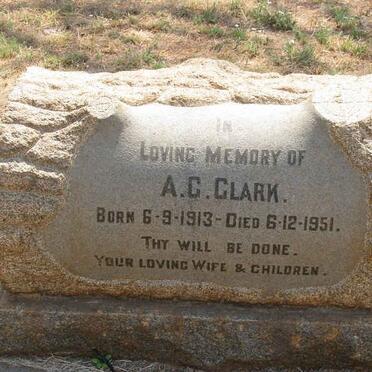 IN
LOVING MEMORY OF
A.C. CLARK.
BORN 6-9-1913-DIED 6-12-1951.
THY WILL BE DONE.
YOUR LOVING WIFE & CHILDREN.